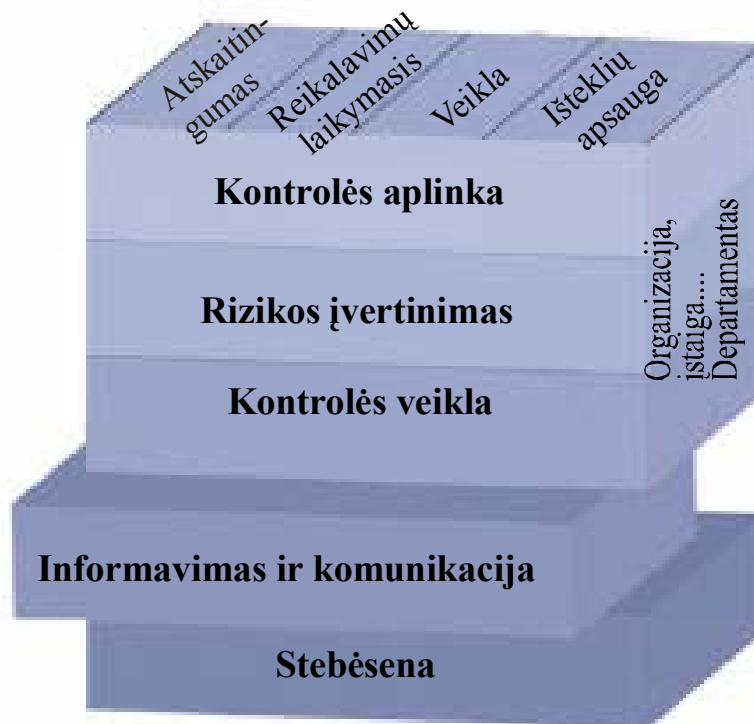 Atskaitin-
gumas
Reikalavimų
laikymasis
Veikla
Išteklių
apsauga
Kontrolės aplinka
Rizikos įvertinimas
Kontrolės veikla
Informavimas ir komunikacija
Stebėsena
Organizacija,
įstaiga....
Departamentas